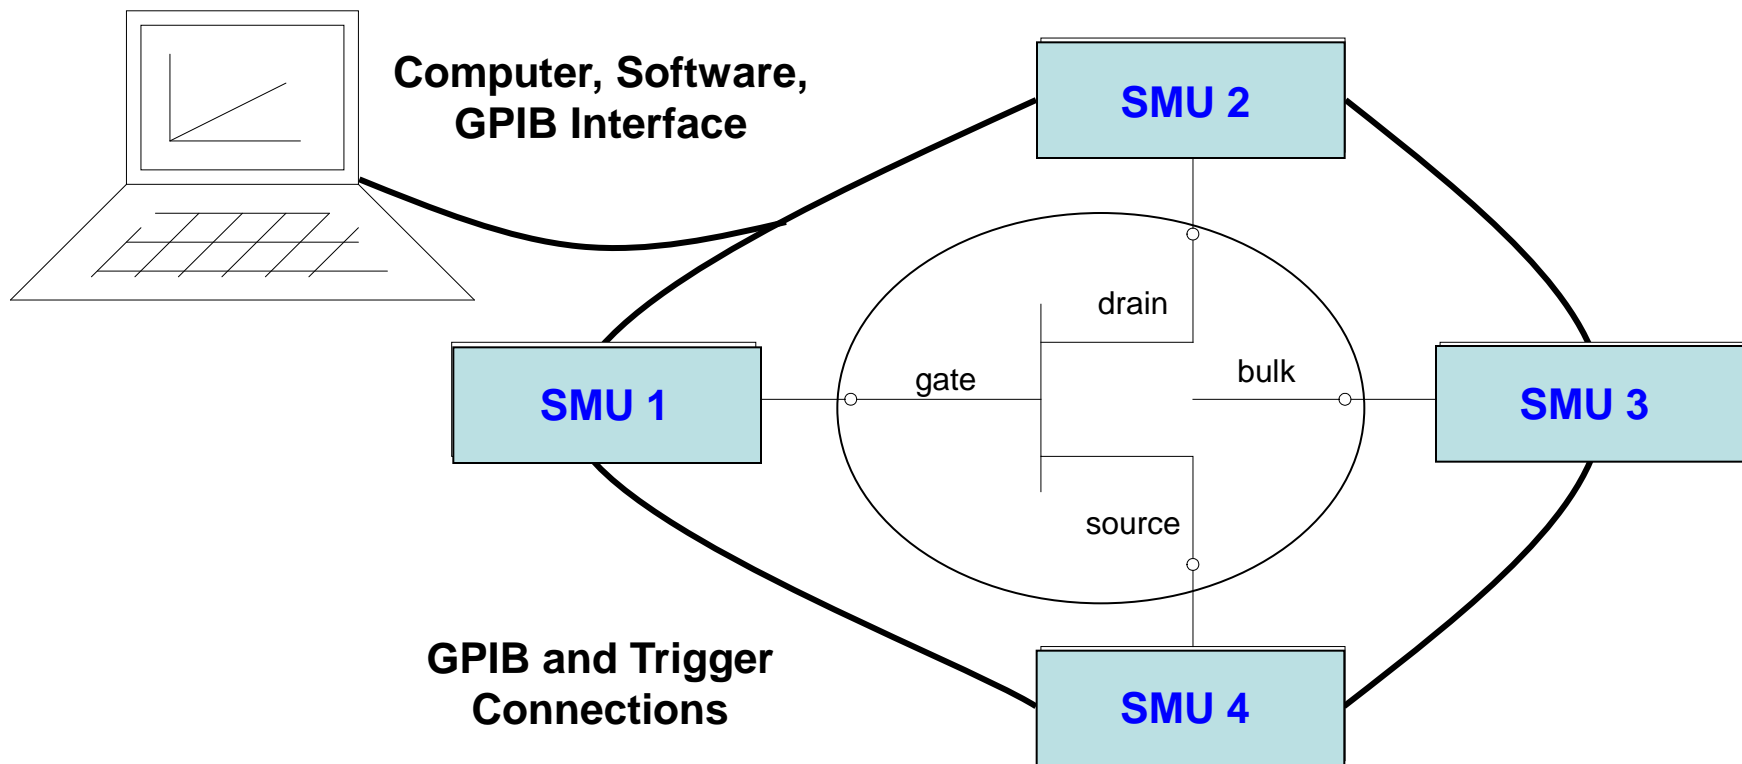 Computer, Software,
GPIB Interface
SMU 2
drain
gate
bulk
SMU 1
SMU 3
source
GPIB and Trigger
Connections
SMU 4